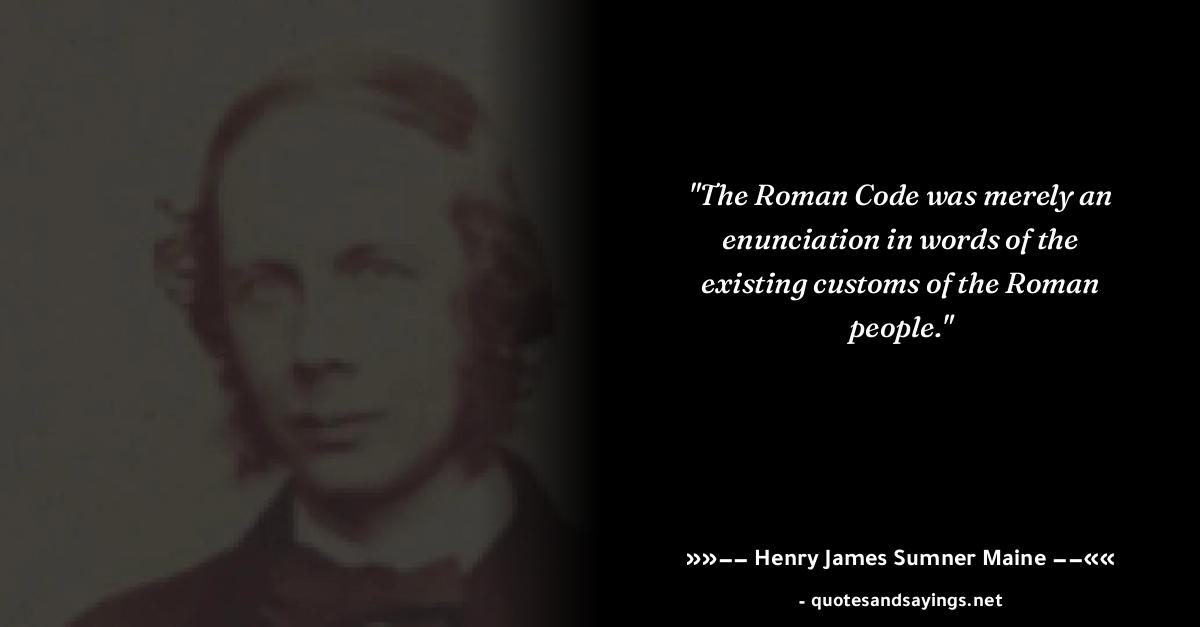 "The Roman Code was merely an
enunciation in words of the
existing customs of the Roman
people."
»»−− Henry James Sumner Maine −−««
- quotesandsayings.net